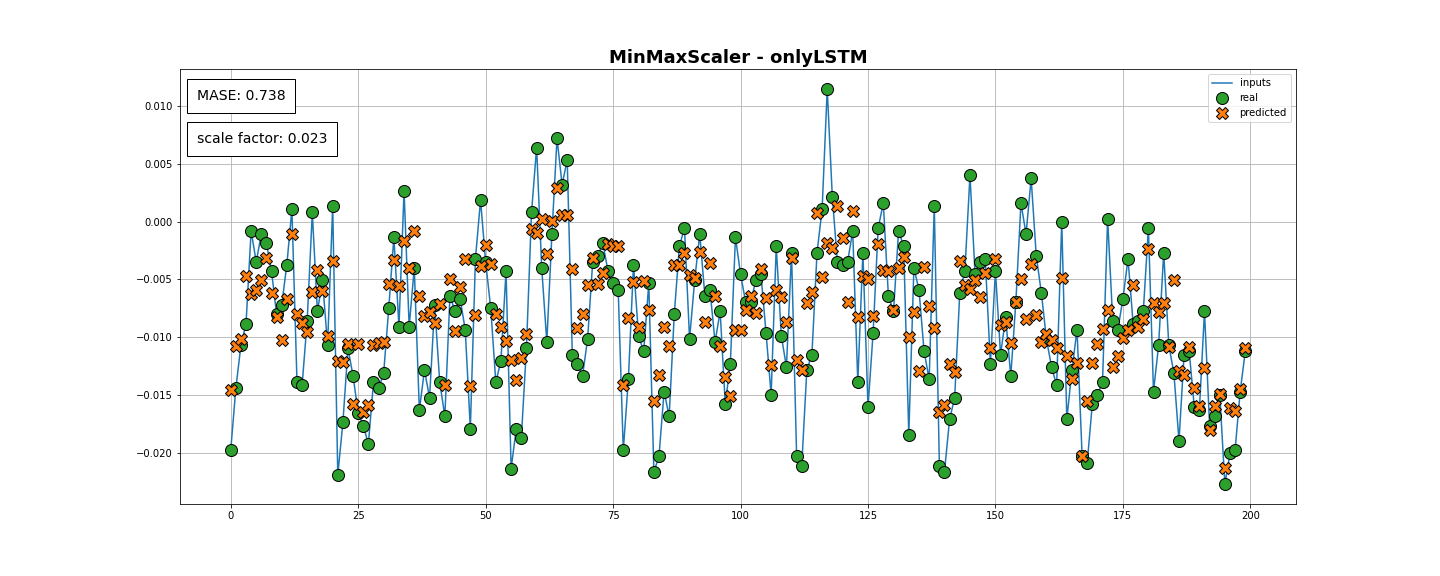 MinMaxScaler - onlyLSTM
MASE: 0.738
scale factor: 0.023
inputs
real
predicted
0.010
0.005
0.000
−0.005
−0.010
−0.015
−0.020
0 25 50 75 100 125 150 175 200